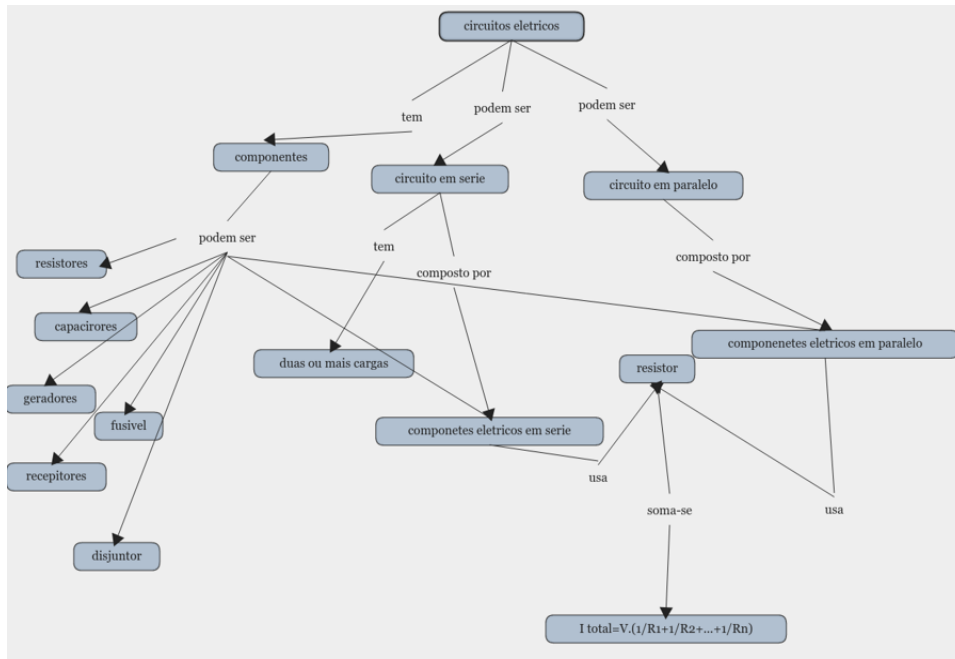 circuitos eletricos
tem
podem ser
podem ser
componentes
circuito em serie
circuito em paralelo
podem ser
tem
composto por
composto por
resistores
capacirores
duas ou mais cargas
componenetes eletricos em paralelo
resistor
geradores
fusivel
componetes eletricos em serie
recepitores
usa
soma-se
usa
disjuntor
I total=V.(1/R1+1/R2+...+1/Rn)